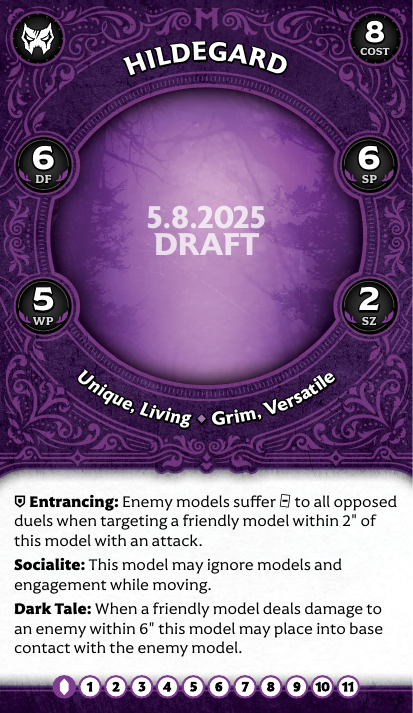 HILDEGARD
8
COST
6
DF
6
SP
5.8.2025
DRAFT
5
WP
2
SZ
Unique, Living ◆ Grim, Versatile
Entrancing: Enemy models suffer to all opposed
duels when targeting a friendly model within 2" of
this model with an attack.
Socialite: This model may ignore models and
engagement while moving.
Dark Tale: When a friendly model deals damage to
an enemy within 6" this model may place into base
contact with the enemy model.
1 2 3 4 5 6 7 8 9 10 11